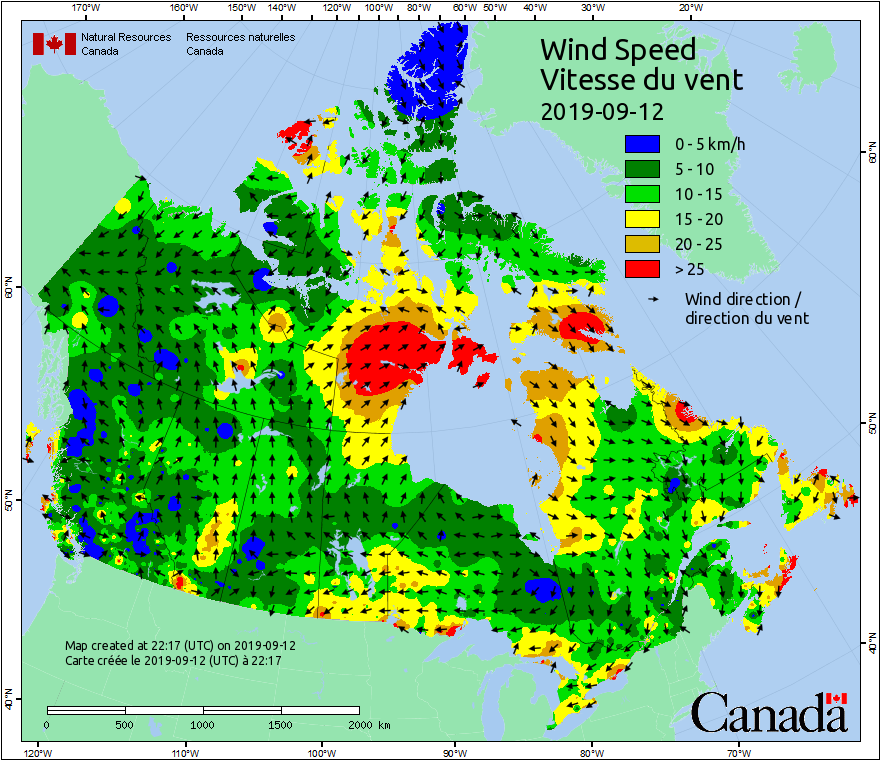 170°W 160°W 150°W 140°W 130°W 120°W 110°W 100°W 90°W 80°W 70°W 60°W 50°W 40°W 30°W 20°W
Natural Resources Canada
Ressources naturelles Canada
Wind Speed
Vitesse du vent
2019-09-12
0 - 5 km/h
5 - 10
10 - 15
15 - 20
20 - 25
> 25
Wind direction /
direction du vent
60°N
60°N
50°N
50°N
40°N
40°N
Map created at 22:17 (UTC) on 2019-09-12
Carte créée le 2019-09-12 (UTC) à 22:17
0 500 1000 1500 2000 km
Canada
120°W 110°W 100°W 90°W 80°W 70°W